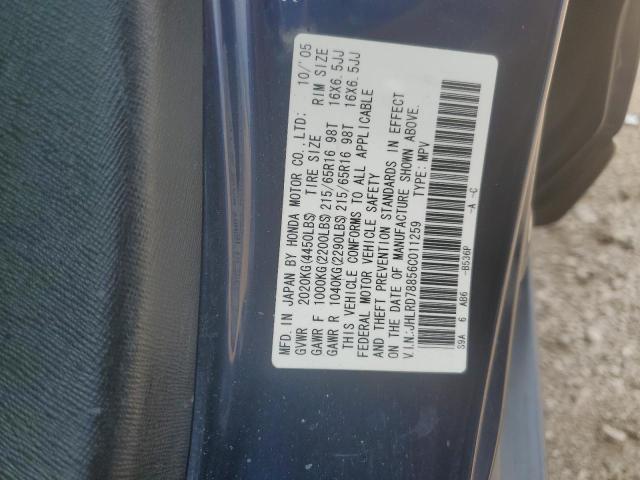 MFD. IN JAPAN BY HONDA MOTOR CO., LTD: 10/'05
GVWR 2020KG(4450LBS) TIRE SIZE RIM SIZE
GAWR F 1000KG(2200LBS) 215/65R16 98T 16X6.5JJ
GAWR R 1040KG(2290LBS) 215/65R16 98T 16X6.5JJ
THIS VEHICLE CONFORMS TO ALL APPLICABLE
FEDERAL MOTOR VEHICLE SAFETY
AND THEFT PREVENTION STANDARDS IN EFFECT
ON THE DATE OF MANUFACTURE SHOWN ABOVE.
V.I.N:JHLRD78856C011259 TYPE: MPV
S9A 6 AB6 -B536P -A -C